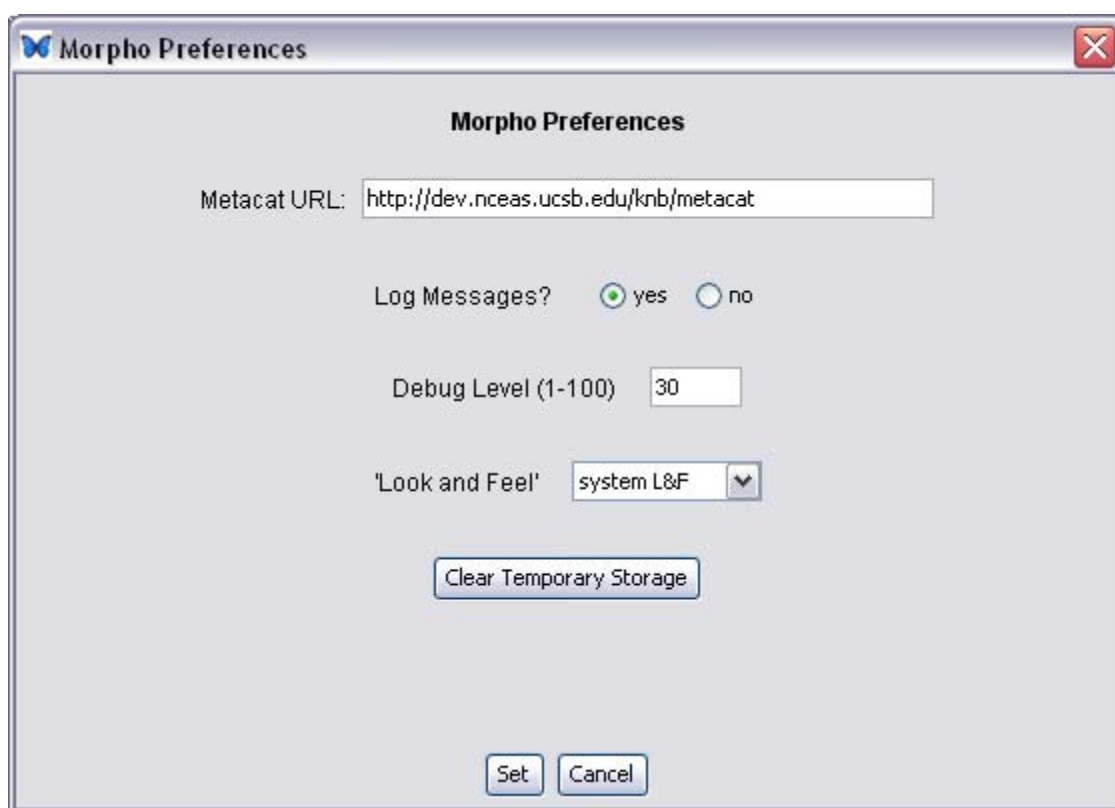 Morpho Preferences
Morpho Preferences
Metacat URL: http://dev.nceas.ucsb.edu/knb/metacat
Log Messages? yes no
Debug Level (1-100) 30
'Look and Feel' system L&F
Clear Temporary Storage
Set Cancel